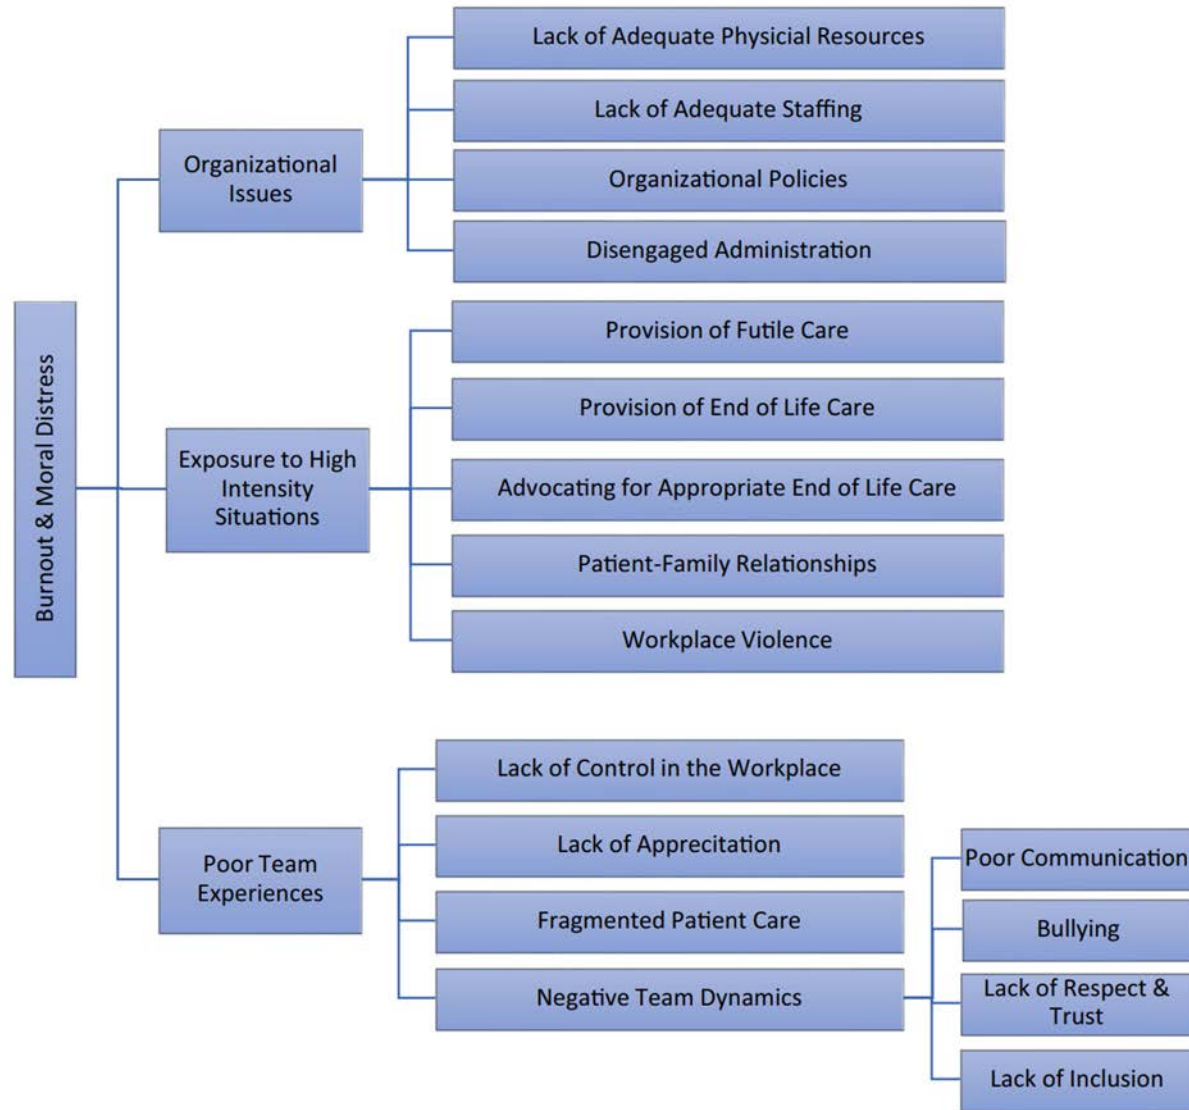 Burnout & Moral Distress
Organizational
Issues
Lack of Adequate Physicial Resources
Lack of Adequate Staffing
Organizational Policies
Disengaged Administration
Exposure to High
Intensity
Situations
Provision of Futile Care
Provision of End of Life Care
Advocating for Appropriate End of Life Care
Patient-Family Relationships
Workplace Violence
Poor Team
Experiences
Lack of Control in the Workplace
Lack of Apprecitation
Fragmented Patient Care
Negative Team Dynamics
Poor Communication
Bullying
Lack of Respect &
Trust
Lack of Inclusion